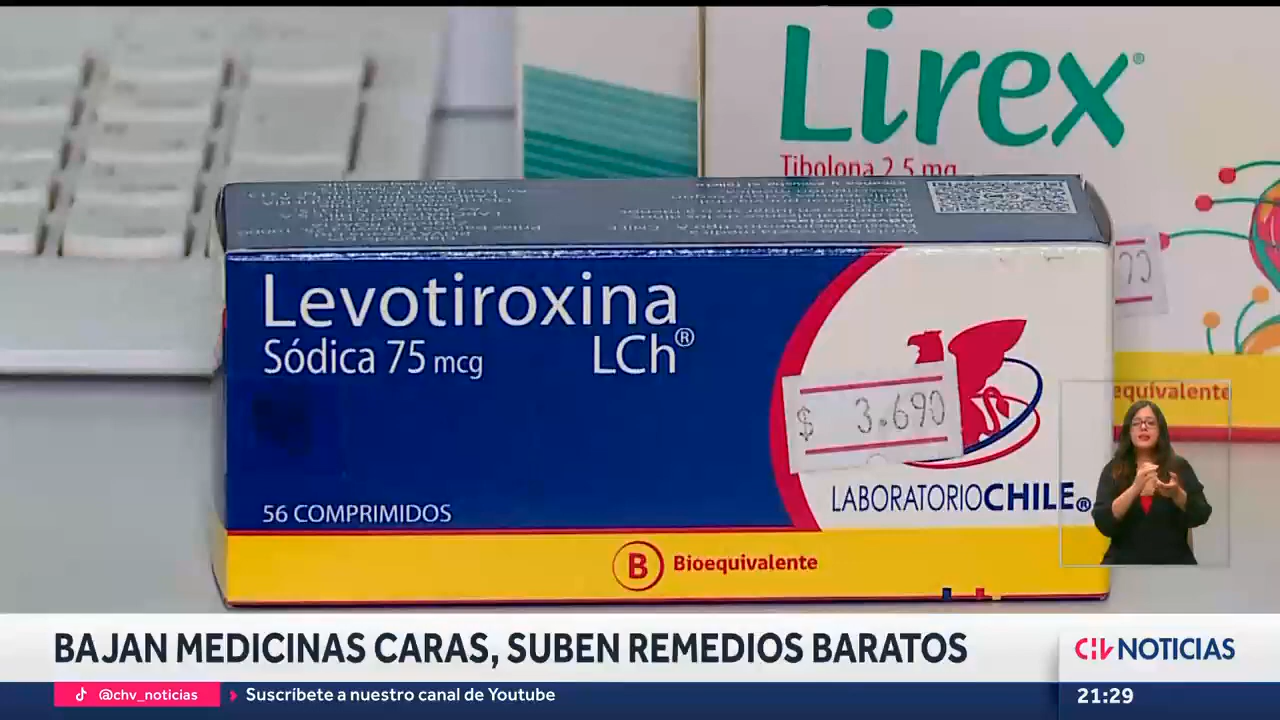 Lirex®
Tibolona 2,5 mg
Levotiroxina
Sódica 75 mcg LCh®
$ 3.690
LABORATORIOCHILE®
56 COMPRIMIDOS
B Bioequivalente
equivalente
BAJAN MEDICINAS CARAS, SUBEN REMEDIOS BARATOS
CHV NOTICIAS
@chv_noticias Suscríbete a nuestro canal de Youtube
21:29